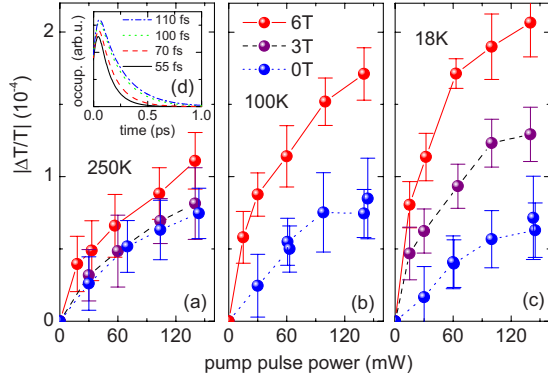 |ΔT/T| (10⁻⁴)
2
1
0
occup. (arb.u.)
110 fs
100 fs
70 fs
55 fs
(d)
0.0 0.5 1.0
time (ps)
250K
(a)
0 60 120
6T
3T
0T
100K
(b)
0 60 120
18K
(c)
0 60 120
pump pulse power (mW)